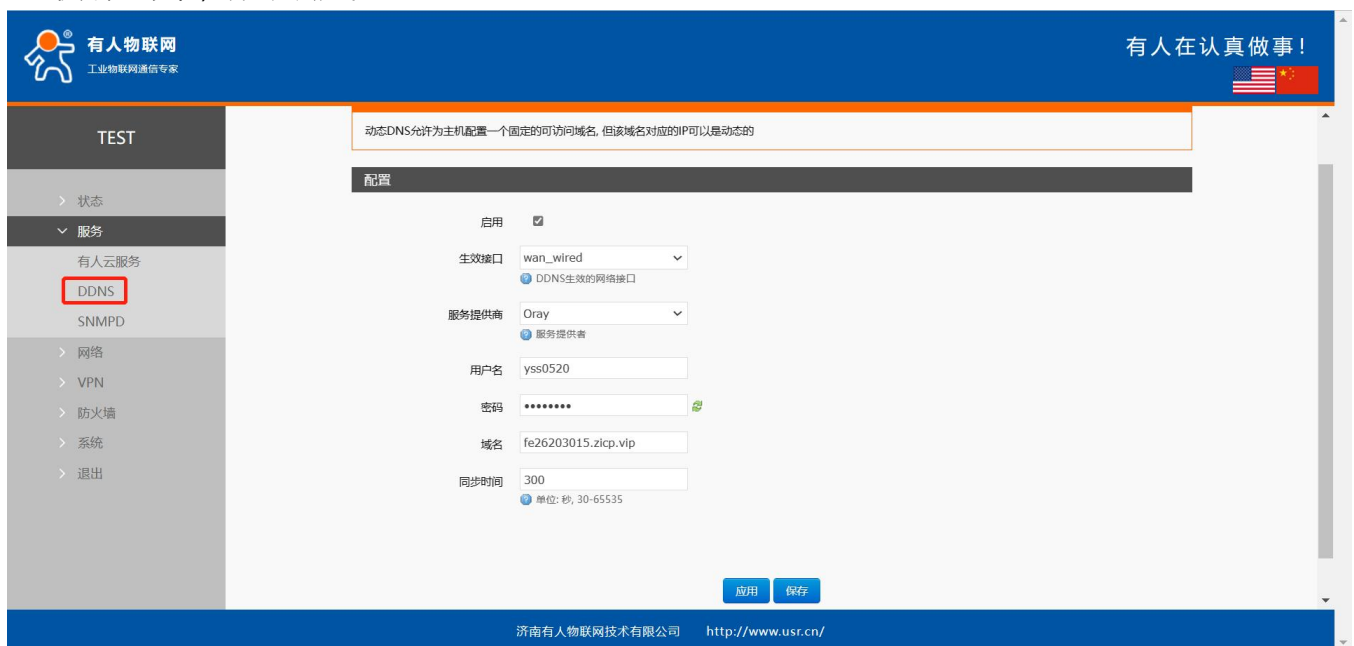 有人物联网
工业物联网通信专家
有人在认真做事!
TEST
状态
服务
有人云服务
DDNS
SNMPD
网络
VPN
防火墙
系统
退出
动态DNS允许为主机配置一个固定的可访问域名, 但该域名对应的IP可以是动态的
配置
启用
生效接口 wan_wired
DDNS生效的网络接口
服务提供商 Oray
服务提供者
用户名 yss0520
密码 ••••••••
域名 fe26203015.zicp.vip
同步时间 300
单位: 秒, 30-65535
应用 保存
济南有人物联网技术有限公司 http://www.usr.cn/